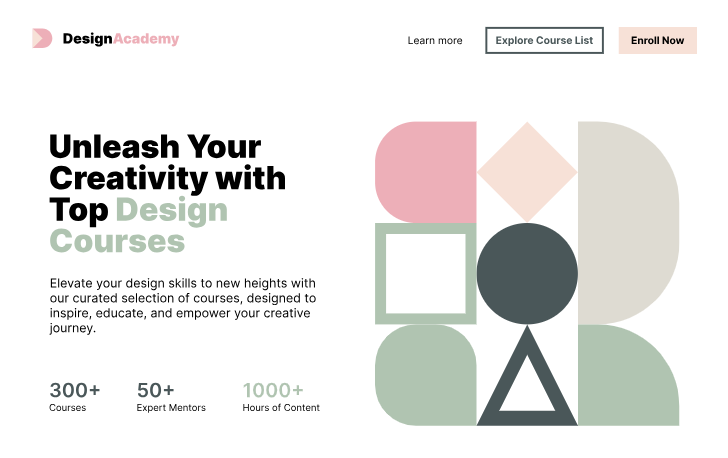 DesignAcademy
Learn more
Explore Course List
Enroll Now
Unleash Your
Creativity with
Top Design
Courses
Elevate your design skills to new heights with
our curated selection of courses, designed to
inspire, educate, and empower your creative
journey.
300+
Courses
50+
Expert Mentors
1000+
Hours of Content